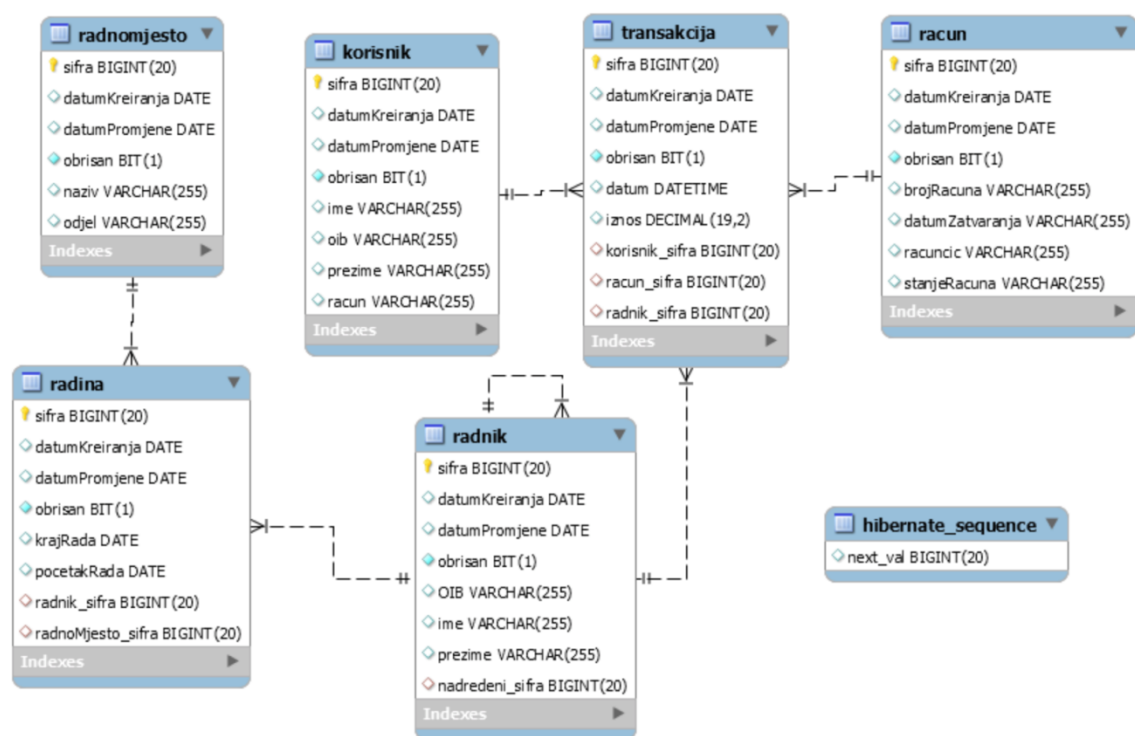 radnomjesto
sifra BIGINT(20)
datumKreiranja DATE
datumPromjene DATE
obrisan BIT(1)
naziv VARCHAR(255)
odjel VARCHAR(255)
Indexes
korisnik
sifra BIGINT(20)
datumKreiranja DATE
datumPromjene DATE
obrisan BIT(1)
ime VARCHAR(255)
oib VARCHAR(255)
prezime VARCHAR(255)
racun VARCHAR(255)
Indexes
transakcija
sifra BIGINT(20)
datumKreiranja DATE
datumPromjene DATE
obrisan BIT(1)
datum DATETIME
iznos DECIMAL(19,2)
korisnik_sifra BIGINT(20)
racun_sifra BIGINT(20)
radnik_sifra BIGINT(20)
Indexes
racun
sifra BIGINT(20)
datumKreiranja DATE
datumPromjene DATE
obrisan BIT(1)
brojRacuna VARCHAR(255)
datumZatvaranja VARCHAR(255)
racuncic VARCHAR(255)
stanjeRacuna VARCHAR(255)
Indexes
radina
sifra BIGINT(20)
datumKreiranja DATE
datumPromjene DATE
obrisan BIT(1)
krajRada DATE
pocetakRada DATE
radnik_sifra BIGINT(20)
radnoMjesto_sifra BIGINT(20)
Indexes
radnik
sifra BIGINT(20)
datumKreiranja DATE
datumPromjene DATE
obrisan BIT(1)
OIB VARCHAR(255)
ime VARCHAR(255)
prezime VARCHAR(255)
nadredeni_sifra BIGINT(20)
Indexes
hibernate_sequence
next_val BIGINT(20)